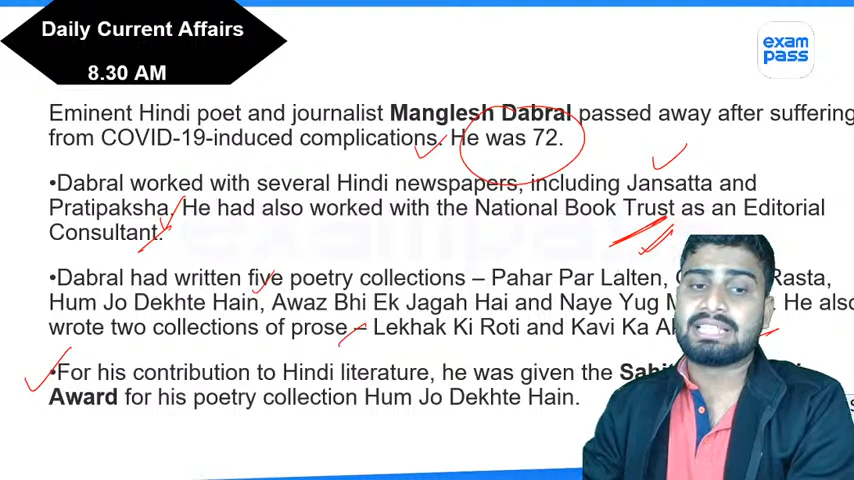 Daily Current Affairs
8.30 AM
exam
pass
Eminent Hindi poet and journalist Manglesh Dabral passed away after suffering
from COVID-19-induced complications. He was 72.
•Dabral worked with several Hindi newspapers, including Jansatta and
Pratipaksha. He had also worked with the National Book Trust as an Editorial
Consultant.
•Dabral had written five poetry collections – Pahar Par Lalten, Rasta,
Hum Jo Dekhte Hain, Awaz Bhi Ek Jagah Hai and Naye Yug He also
wrote two collections of prose – Lekhak Ki Roti and Kavi Ka
•For his contribution to Hindi literature, he was given the
Award for his poetry collection Hum Jo Dekhte Hain.